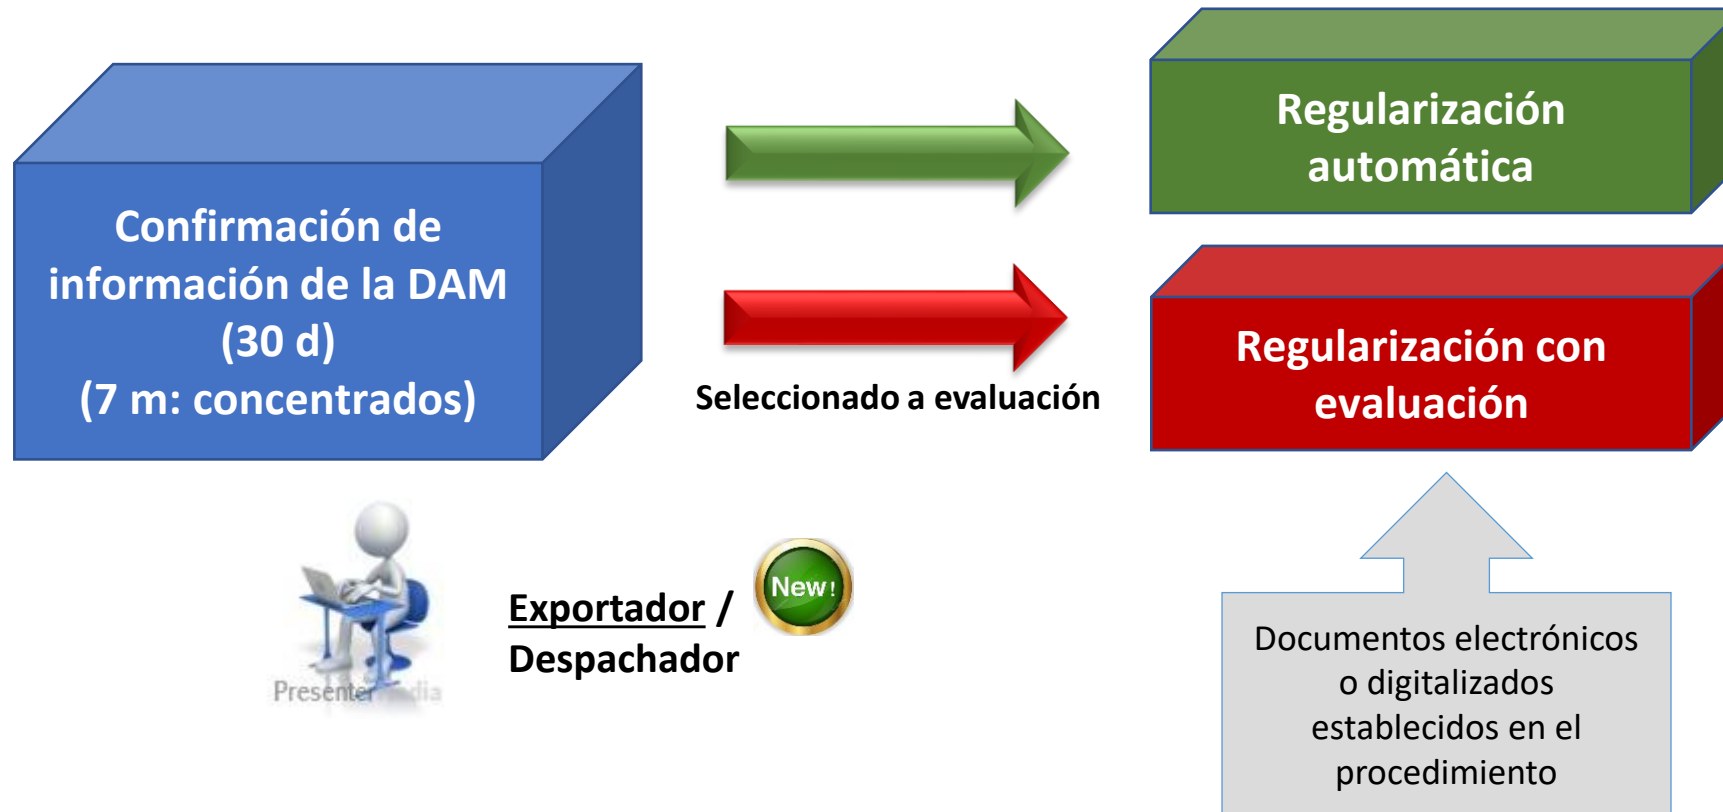 Confirmación de
información de la DAM
(30 d)
(7 m: concentrados)
Regularización
automática
Seleccionado a evaluación
Regularización con
evaluación
New!
Exportador /
Despachador
Documentos electrónicos
o digitalizados
establecidos en el
procedimiento